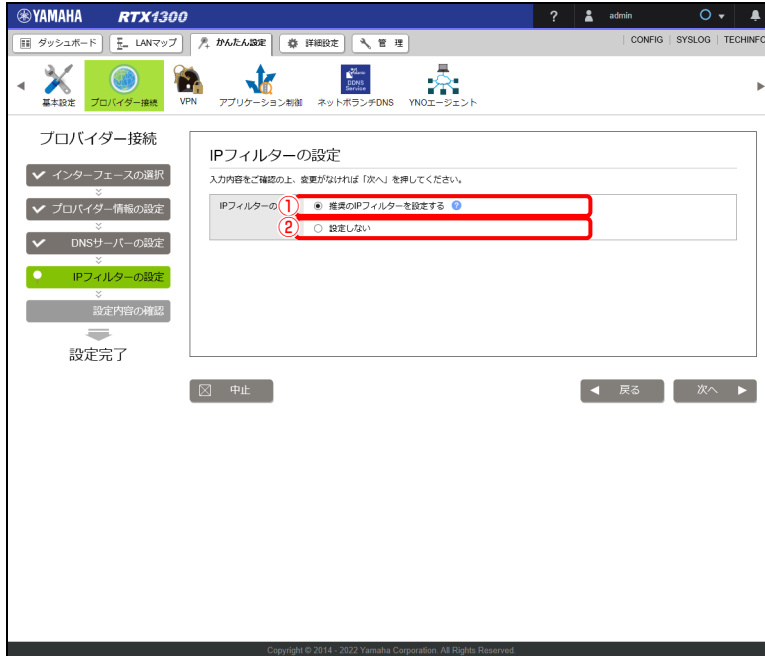 YAMAHA RTX1300 ? admin
ダッシュボード LANマップ かんたん設定 詳細設定 管 理 CONFIG SYSLOG TECHINFO
基本設定 プロバイダー接続 VPN アプリケーション制御 ネットボランチDNS YNOエージェント
Net Volante DDNS Service
プロバイダー接続
インターフェースの選択
プロバイダー情報の設定
DNSサーバーの設定
IPフィルターの設定
設定内容の確認
設定完了
IPフィルターの設定
入力内容をご確認の上、変更がなければ「次へ」を押してください。
IPフィルターの ① 推奨のIPフィルターを設定する ?
② 設定しない
中止 戻る 次へ
Copyright © 2014 - 2022 Yamaha Corporation. All Rights Reserved.